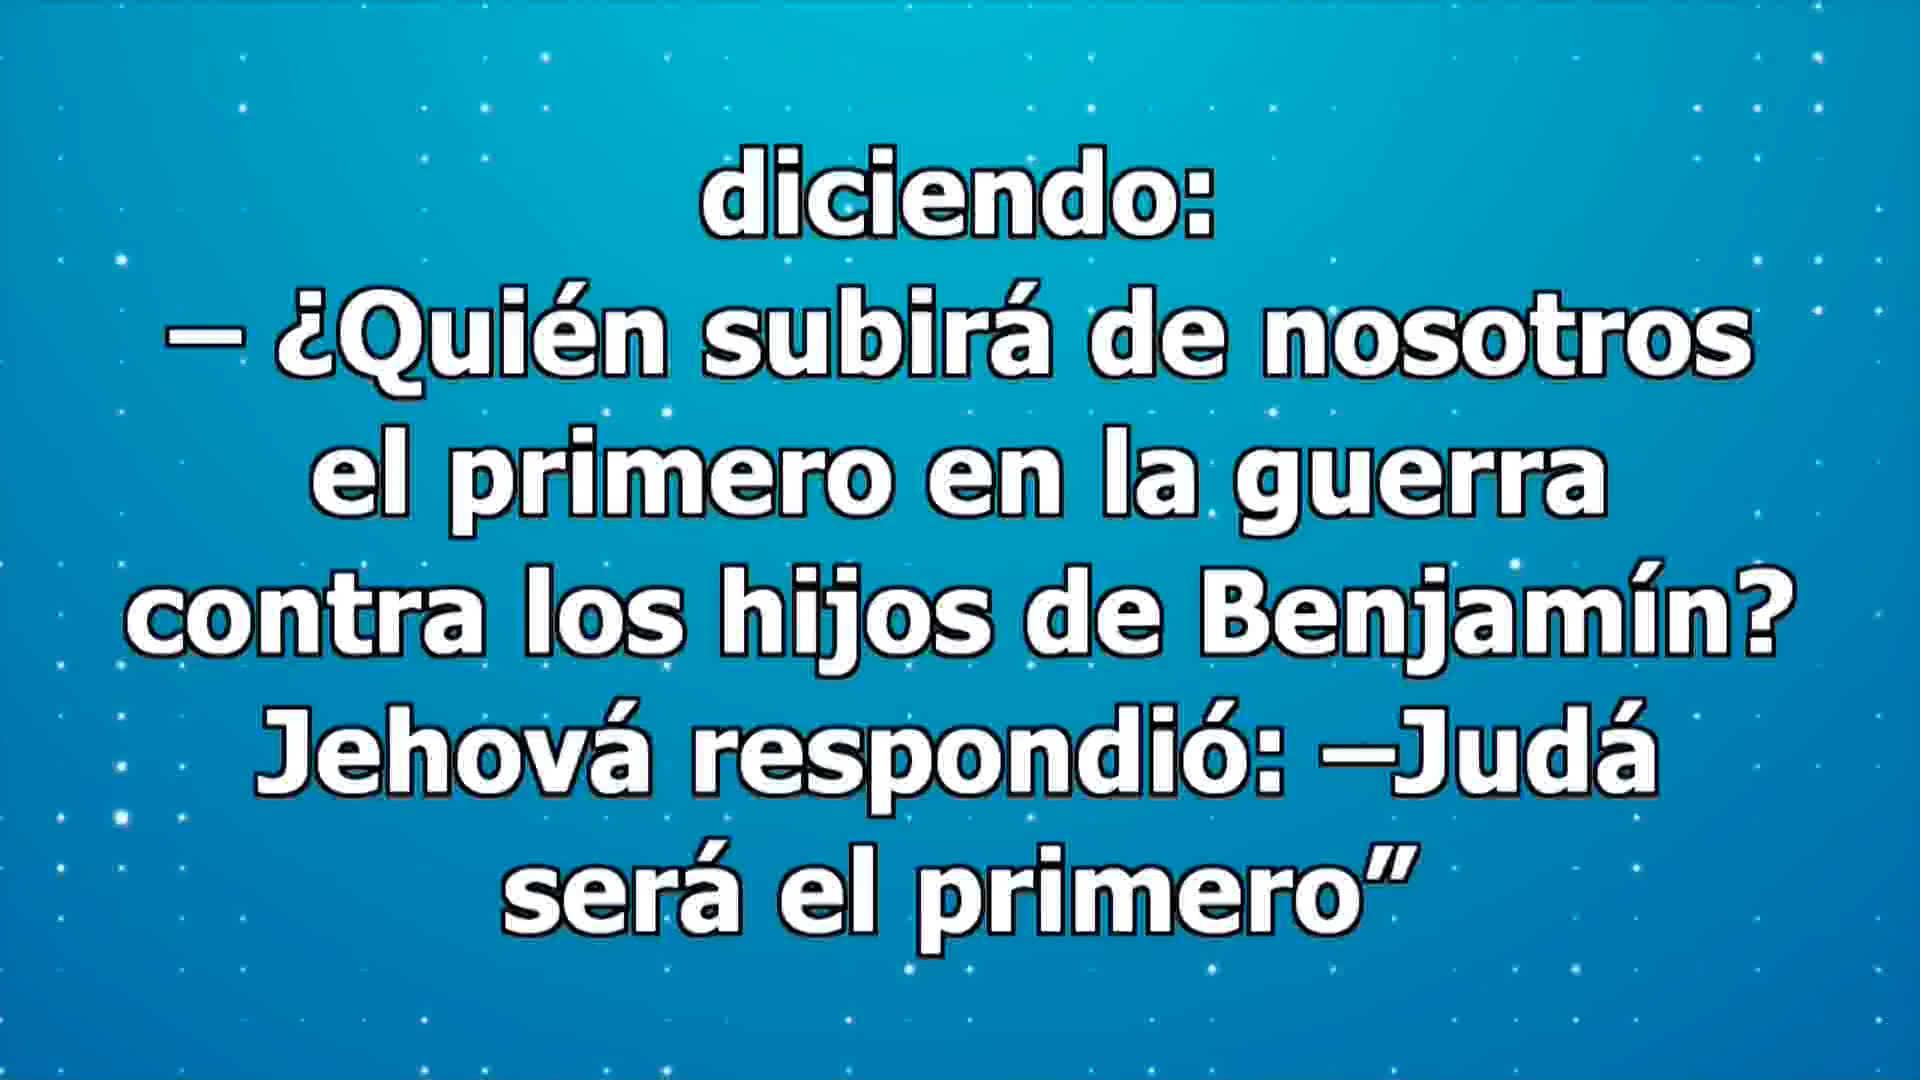 diciendo:
– ¿Quién subirá de nosotros
el primero en la guerra
contra los hijos de Benjamín?
Jehová respondió: –Judá
será el primero”